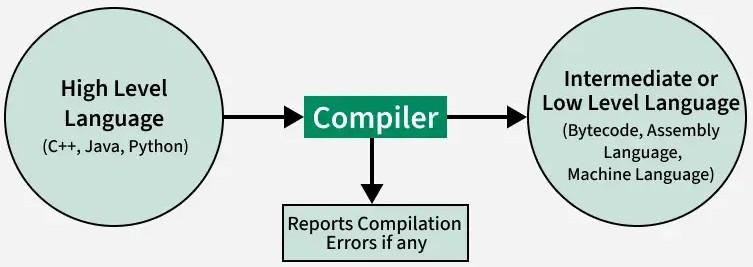 High Level
Language
(C++, Java, Python)
Compiler
Intermediate or
Low Level Language
(Bytecode, Assembly
Language,
Machine Language)
Reports Compilation
Errors if any